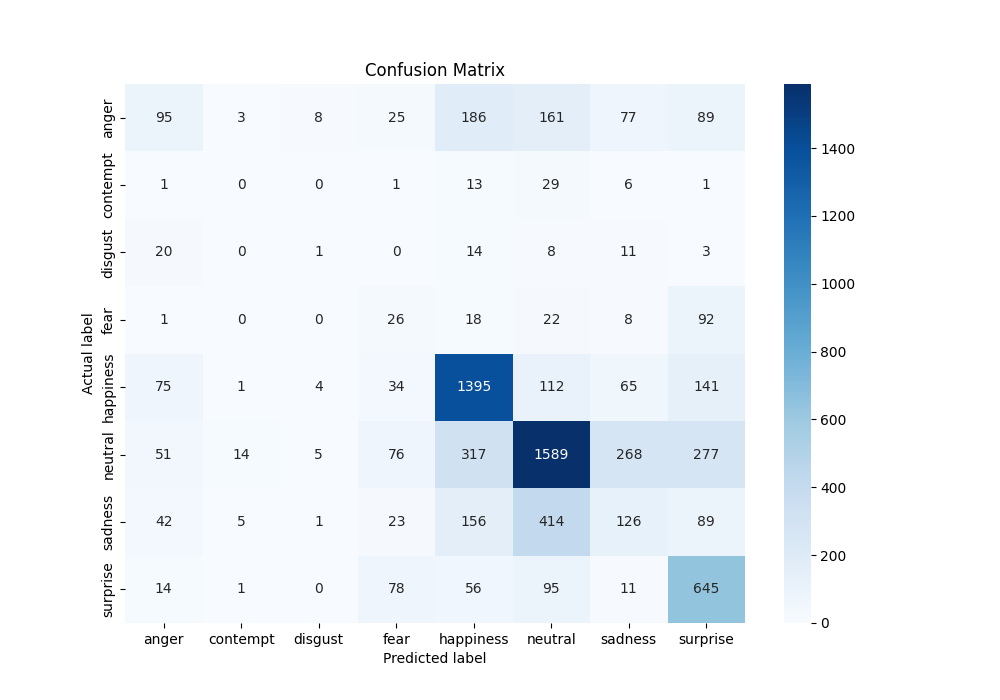 Confusion Matrix
anger 95 3 8 25 186 161 77 89
contempt 1 0 0 1 13 29 6 1
disgust 20 0 1 0 14 8 11 3
fear 1 0 0 26 18 22 8 92
happiness 75 1 4 34 1395 112 65 141
neutral 51 14 5 76 317 1589 268 277
sadness 42 5 1 23 156 414 126 89
surprise 14 1 0 78 56 95 11 645
anger contempt disgust fear happiness neutral sadness surprise
Predicted label
Actual label
1400
1200
1000
800
600
400
200
0